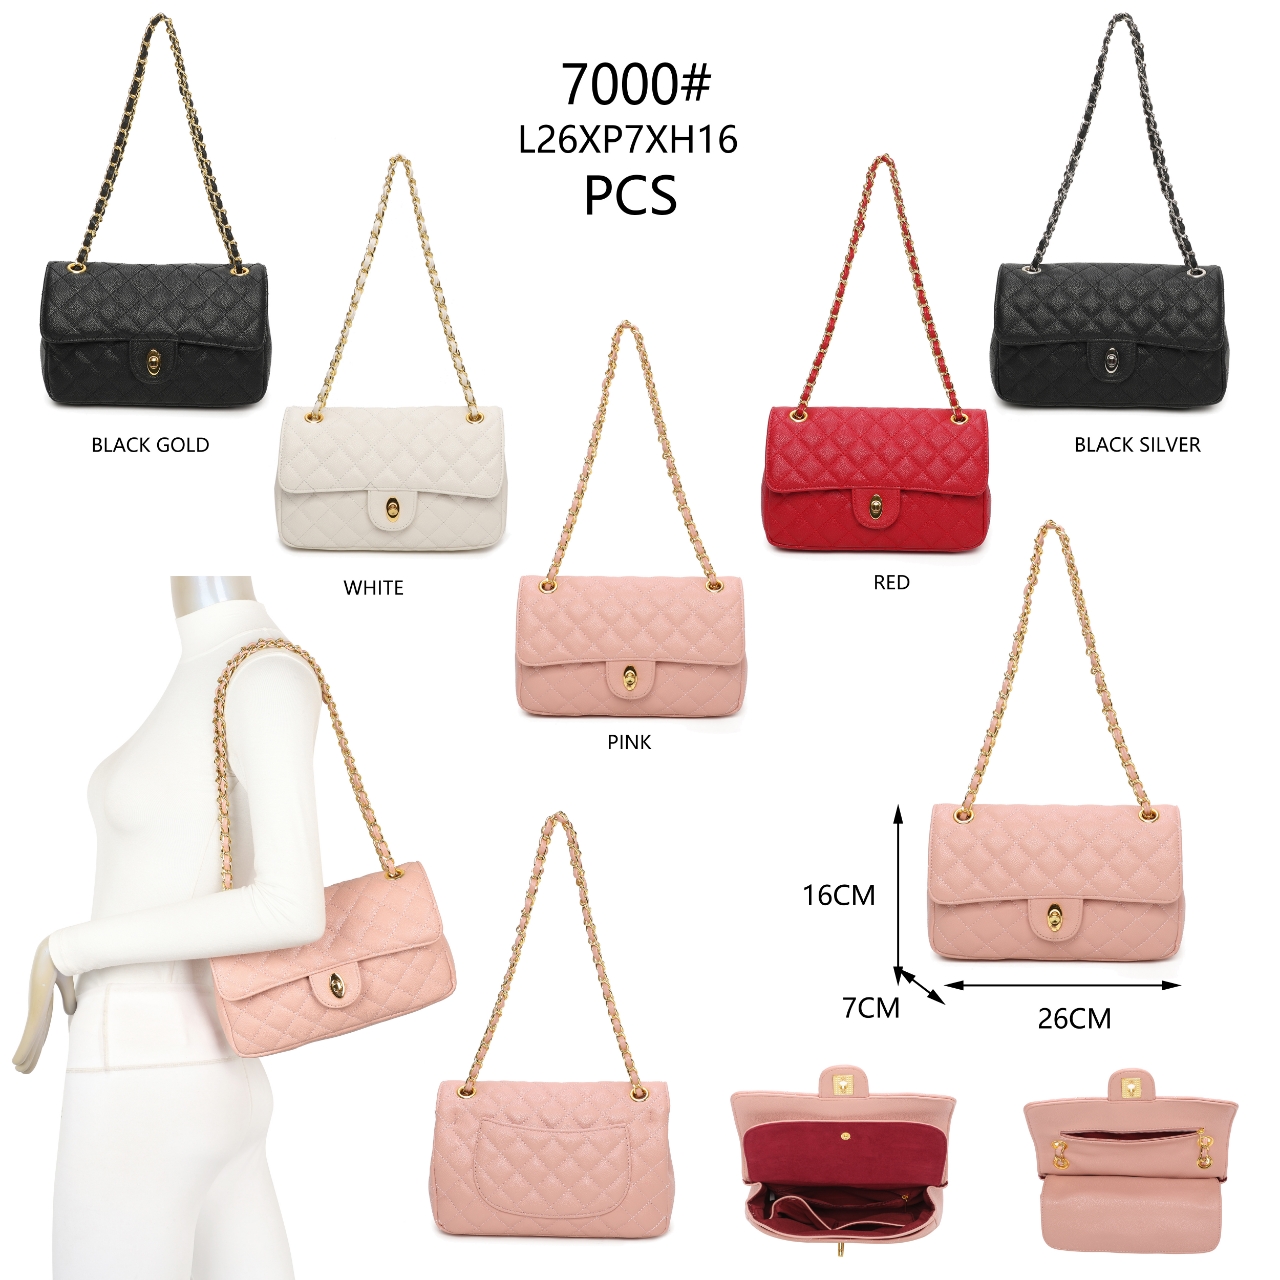 7000#
L26XP7XH16
PCS
BLACK GOLD
BLACK SILVER
WHITE
RED
PINK
16CM
7CM
26CM